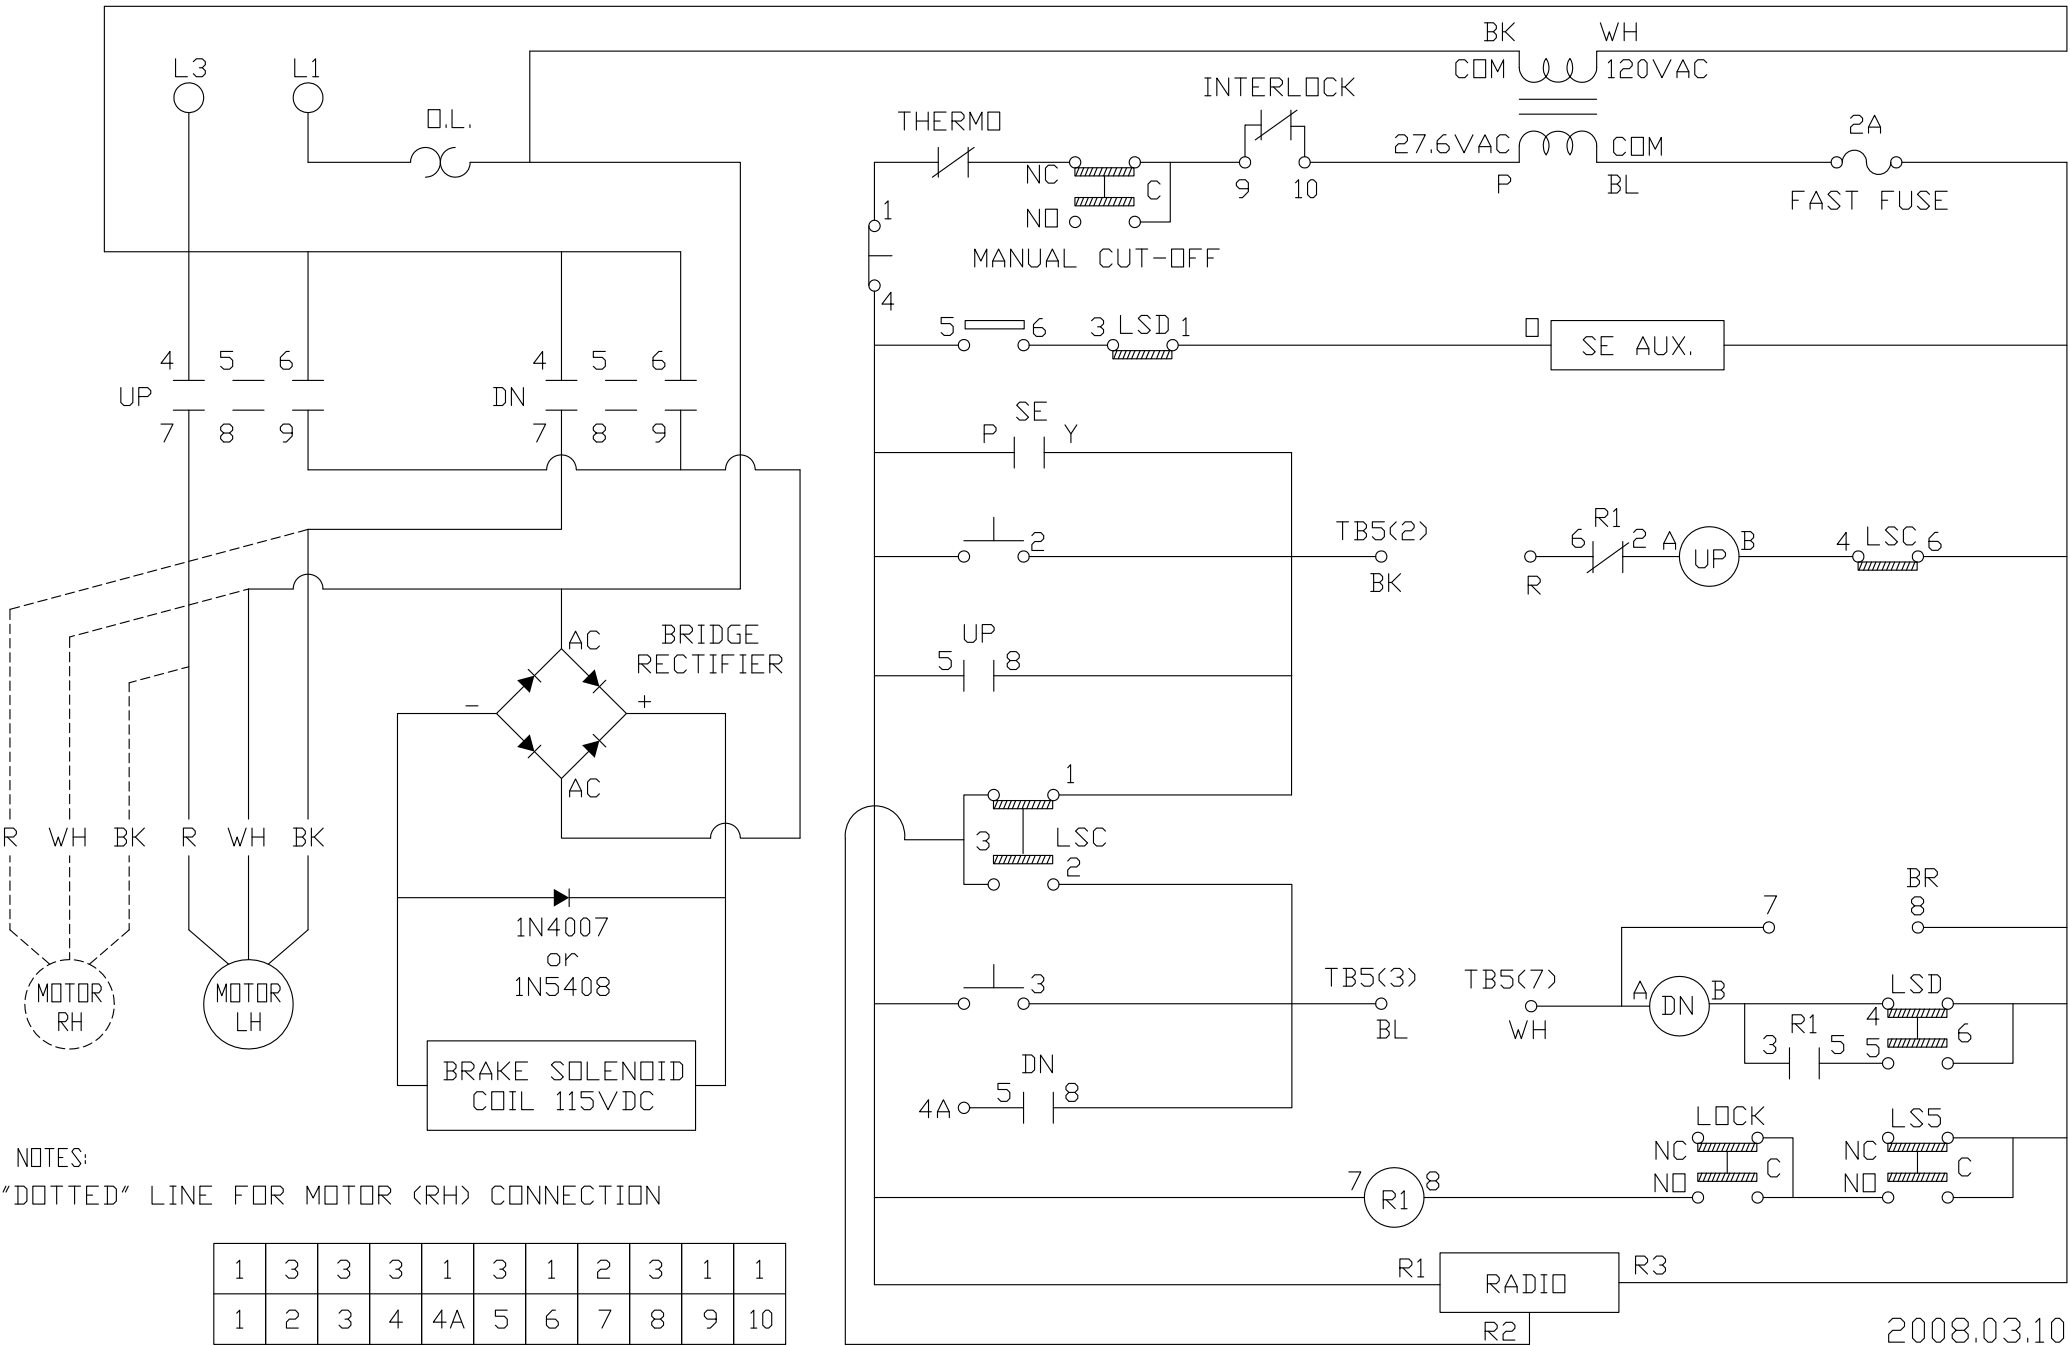 BK WH
L3 L1 COM 120VAC
INTERLOCK
O.L. THERMO 2A
27.6VAC COM
NC C 9 10 P BL
FAST FUSE
NO
1
MANUAL CUT-OFF
4
5 6 3 LSD 1 O
SE AUX.
4 5 6 4 5 6
UP DN
SE
P Y
7 8 9 7 8 9
TB5(2) R1
2 6 2 A UP B 4 LSC 6
BK R
AC BRIDGE
RECTIFIER
UP
5 8
- +
AC
1
R WH BK R WH BK
3 LSC
2
BR
7 8
1N4007
or
1N5408
TB5(3) TB5(7)
3 A DN B LSD
BL WH
MOTOR
RH
MOTOR
LH
4 6
3 R1 5 5
BRAKE SOLENOID
COIL 115VDC
DN
4A 5 8
LOCK LS5
NC C NC C
NO NO
NOTES:
"DOTTED" LINE FOR MOTOR (RH) CONNECTION
7 R1 8
1 3 3 3 1 3 1 2 3 1 1
1 2 3 4 4A 5 6 7 8 9 10
R1 RADIO R3
R2
2008.03.10